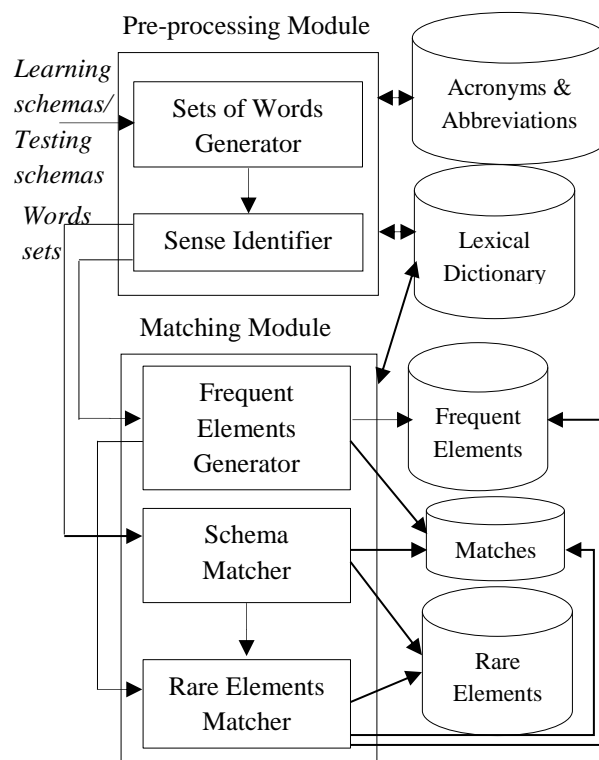 Pre-processing Module
Learning
schemas/
Testing
schemas
Words
sets
Sets of Words
Generator
Sense Identifier
Acronyms &
Abbreviations
Lexical
Dictionary
Matching Module
Frequent
Elements
Generator
Schema
Matcher
Rare Elements
Matcher
Frequent
Elements
Matches
Rare
Elements